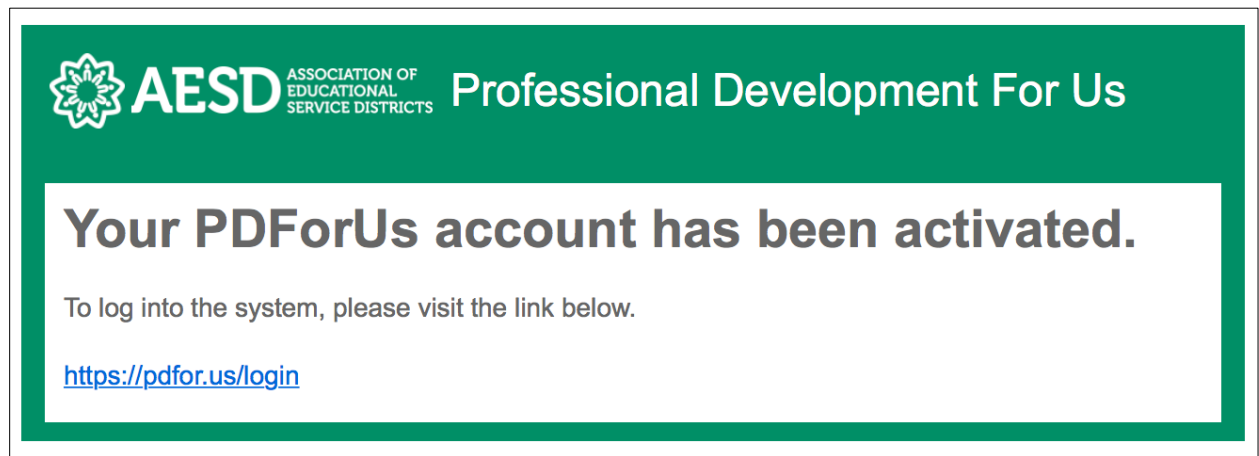 AESD ASSOCIATION OF
EDUCATIONAL
SERVICE DISTRICTS
Professional Development For Us
Your PDForUs account has been activated.
To log into the system, please visit the link below.
https://pdfor.us/login